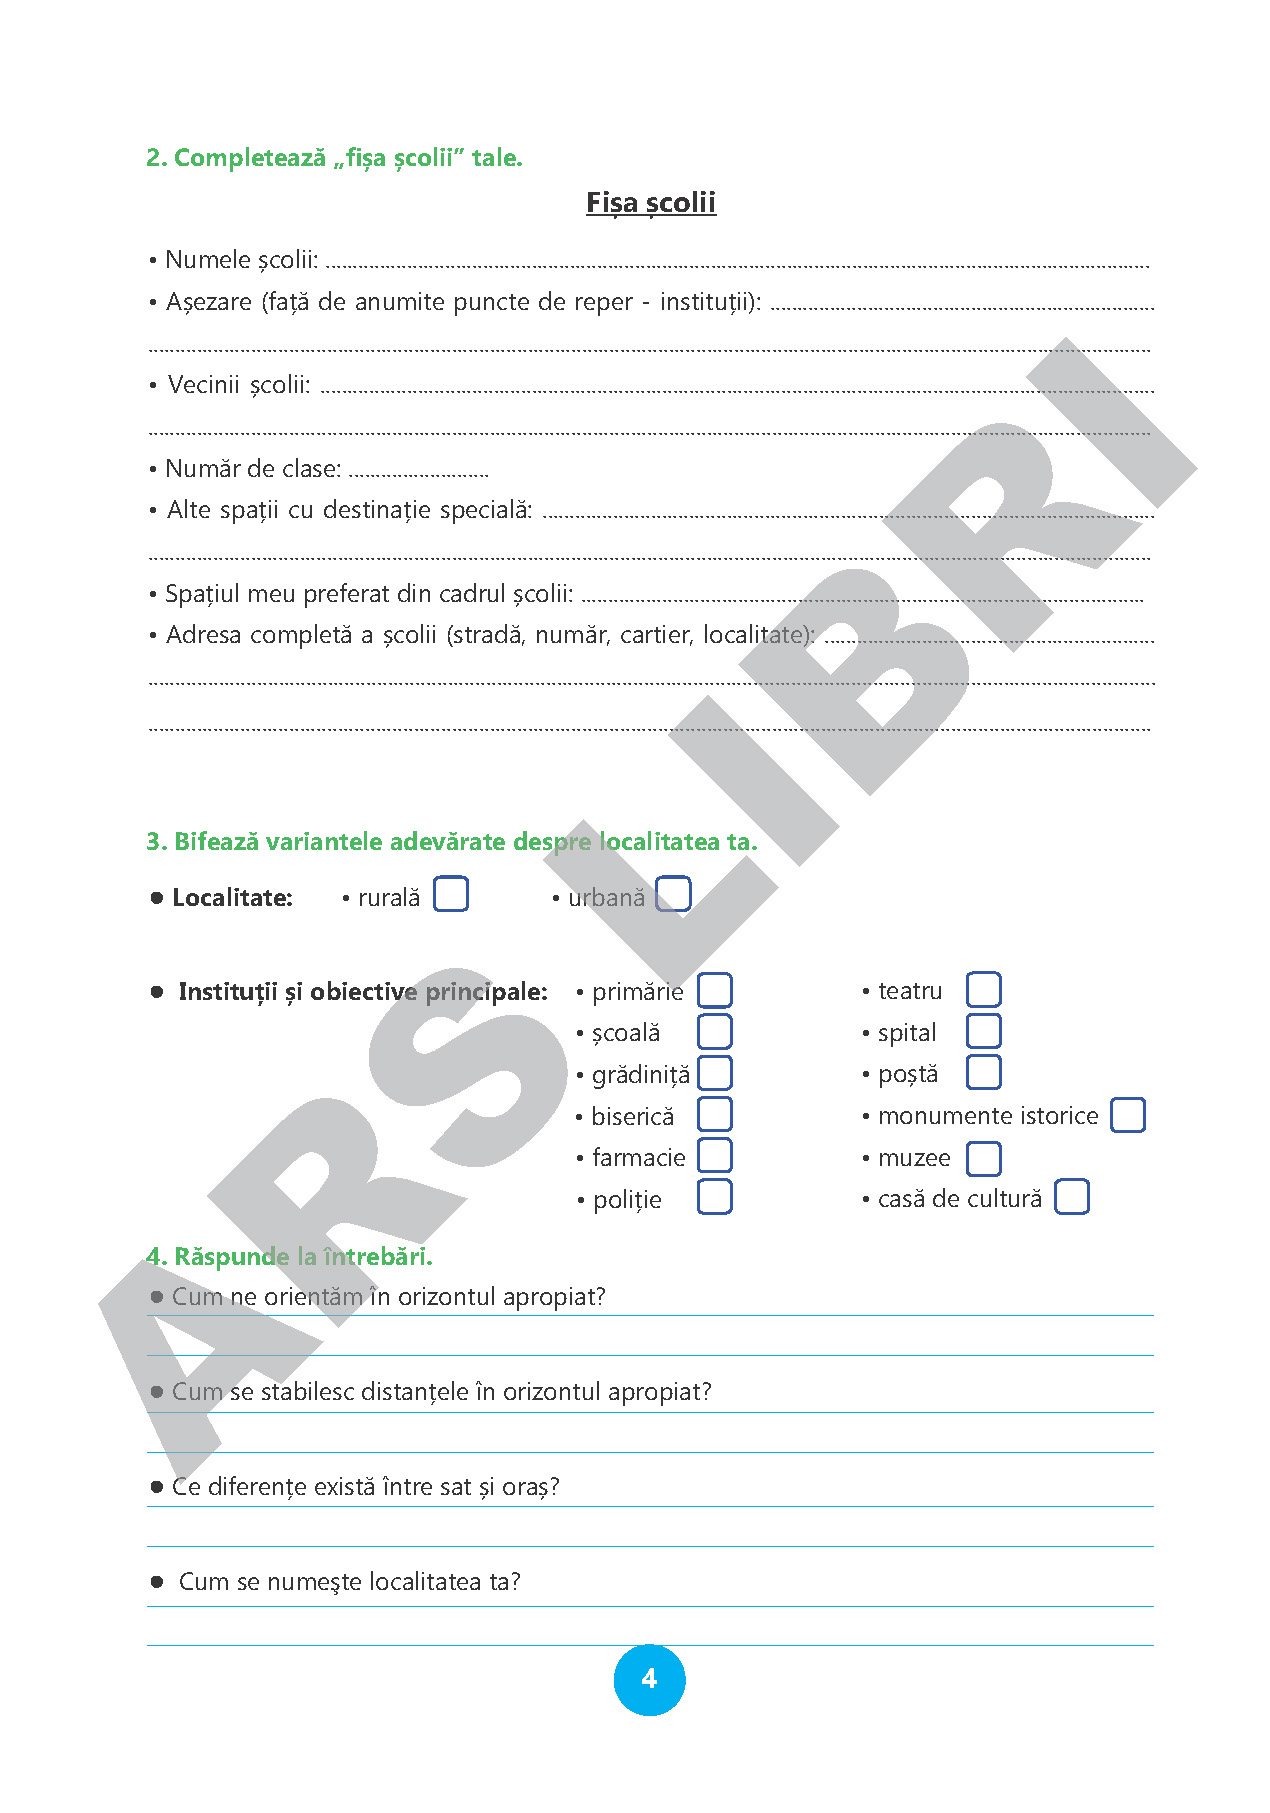 2. Completează „fișa școlii” tale.
Fișa școlii
• Numele școlii: ........................................................................
• Așezare (față de anumite puncte de reper - instituții): ........................................................................
........................................................................
• Vecinii școlii: ........................................................................
........................................................................
• Număr de clase: ..........................
• Alte spații cu destinație specială: ........................................................................
........................................................................
• Spațiul meu preferat din cadrul școlii: ........................................................................
• Adresa completă a școlii (stradă, număr, cartier, localitate): ........................................................................
........................................................................
........................................................................
3. Bifează variantele adevărate despre localitatea ta.
● Localitate: • rurală • urbană
● Instituții și obiective principale: • primărie • teatru
• școală • spital
• grădiniță • poștă
• biserică • monumente istorice
• farmacie • muzee
• poliție • casă de cultură
4. Răspunde la întrebări.
● Cum ne orientăm în orizontul apropiat?
● Cum se stabilesc distanțele în orizontul apropiat?
● Ce diferențe există între sat și oraș?
● Cum se numeşte localitatea ta?
4
ARS LIBRI